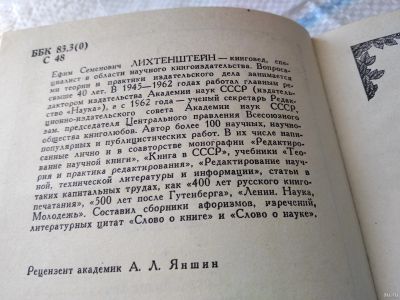 ББК 83.3(0)
С 48
Ефим Семенович ЛИХТЕНШТЕЙН — книговед, спе-
циалист в области научного книгоиздательства. Вопроса-
ми теории и практики издательского дела занимается
свыше 40 лет. В 1945—1962 годах работал главным ре-
дактором издательства Академии наук СССР (издатель-
ство «Наука»), а с 1962 года — ученый секретарь Редак-
ционно-издательского совета Академии наук СССР,
зам. председателя Центрального правления Всесоюзного
общества книголюбов. Автор более 100 научных, научно-
популярных и публицистических работ. В их числе напи-
санные лично и в соавторстве монографии «Редактиро-
вание научной книги», «Книга в СССР», учебники «Тео-
рия и практика редактирования», «Редактирование науч-
ной, технической литературы и информации», статьи в
таких капитальных трудах, как «400 лет русского книго-
печатания», «500 лет после Гутенберга», «Ленин. Наука.
Молодежь». Составил сборники афоризмов, изречений,
литературных цитат «Слово о книге» и «Слово о науке».
Рецензент академик А. Л. Яншин